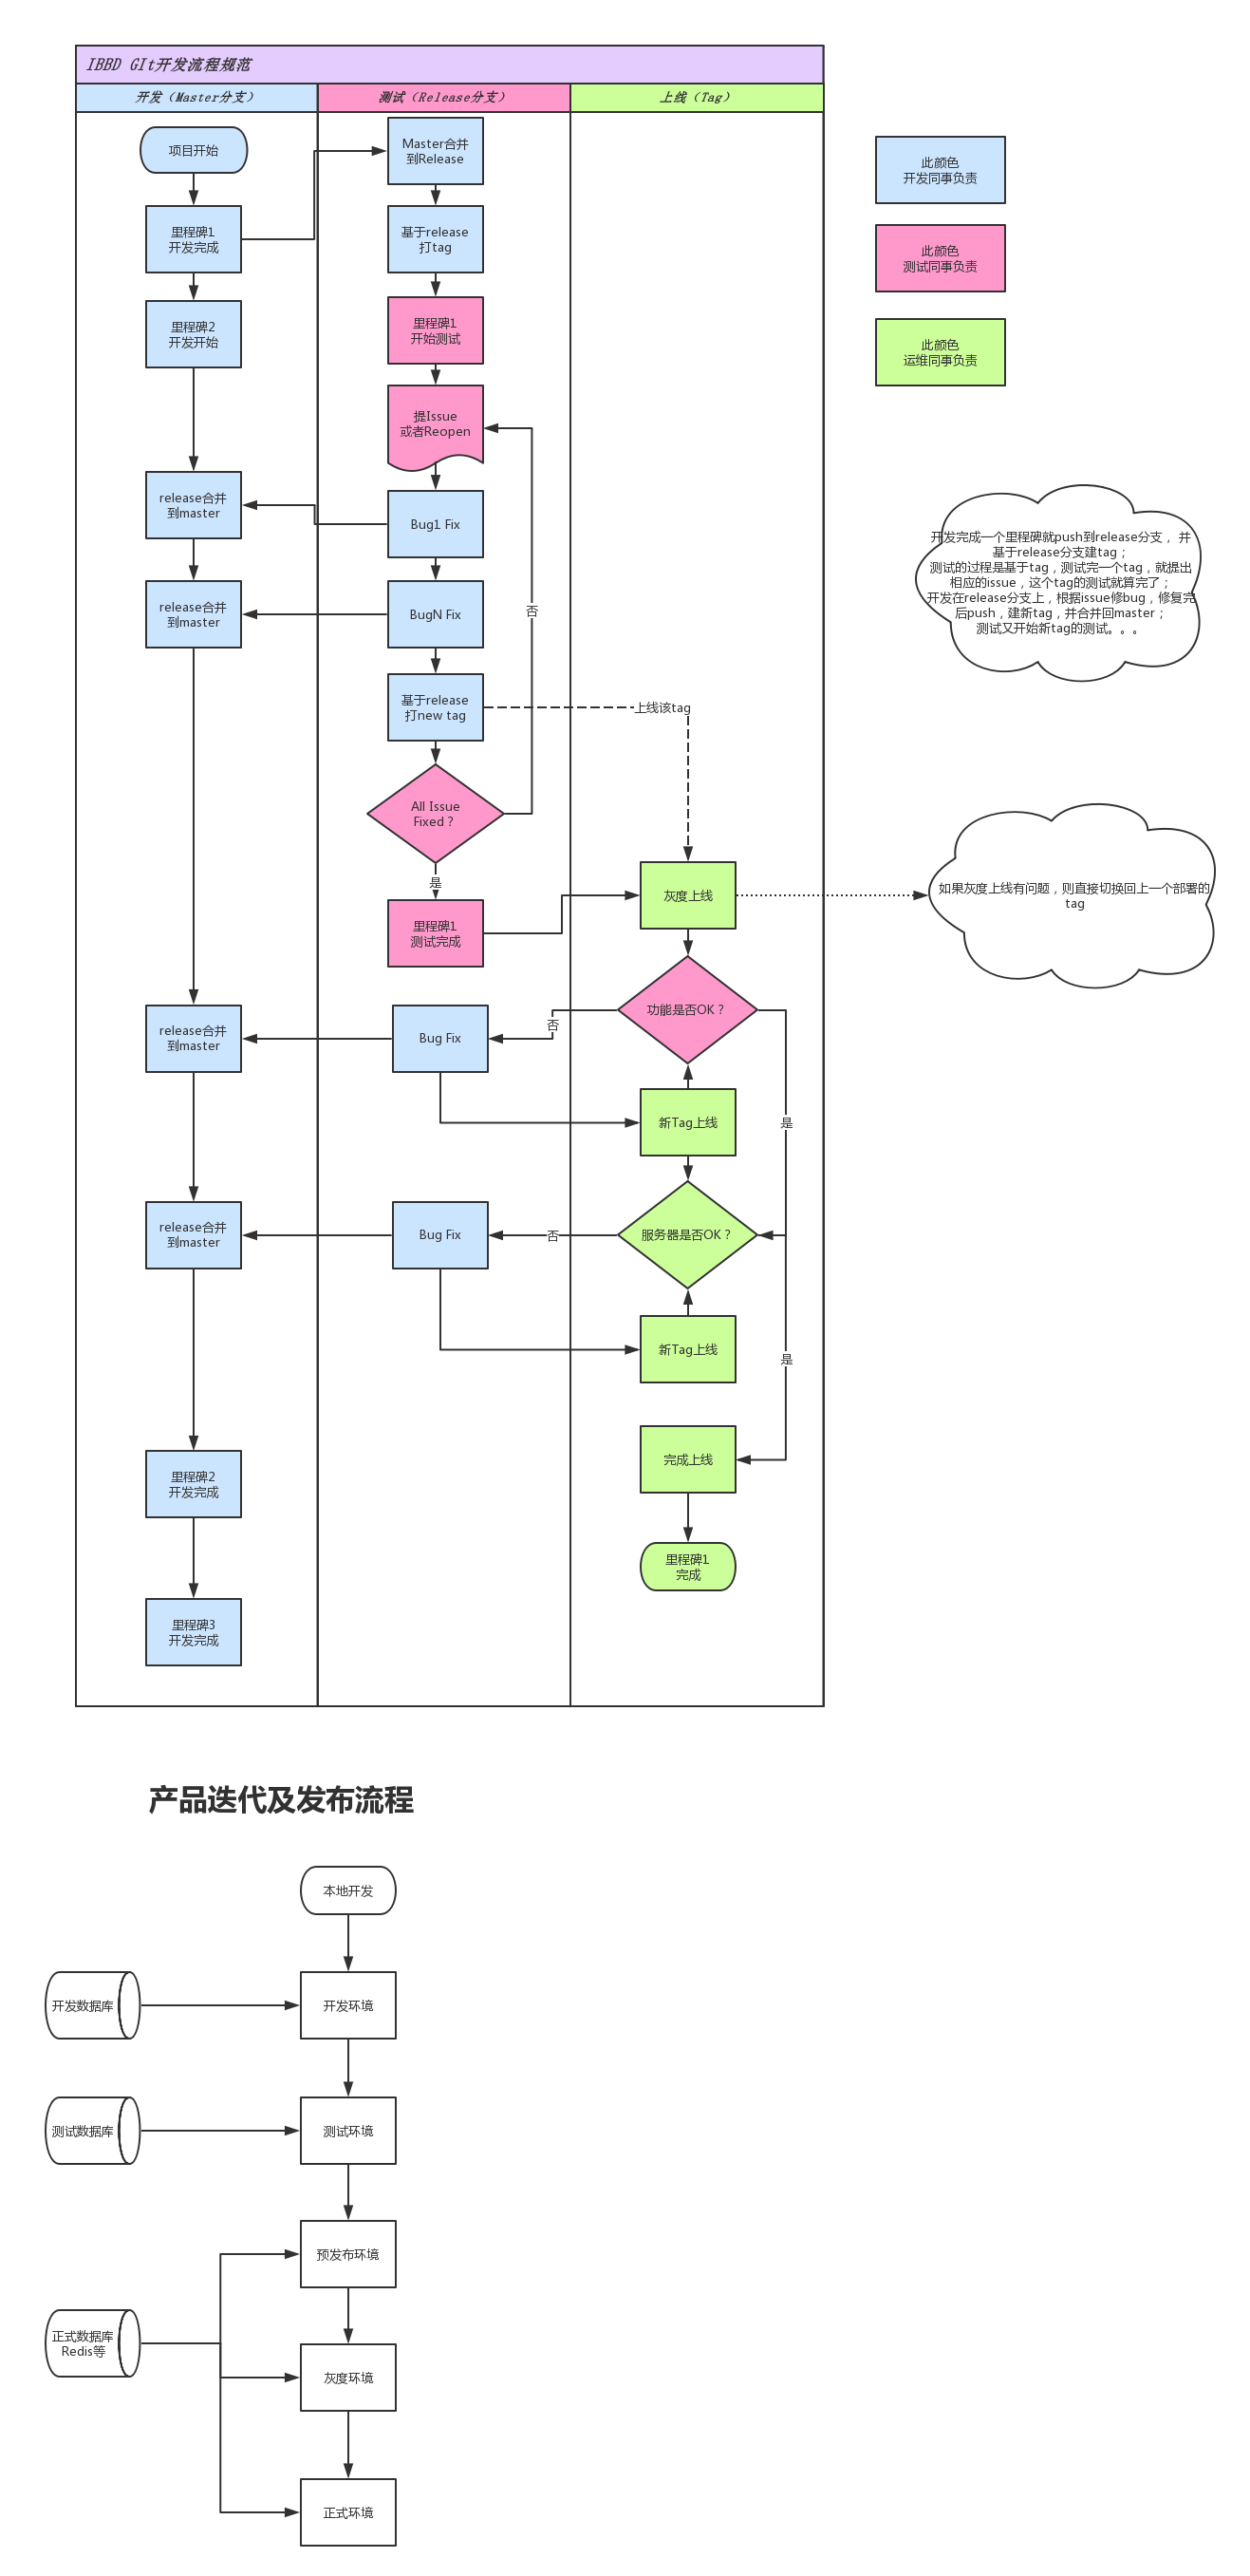 IBBD GIt开发流程规范
开发（Master分支）
测试（Release分支）
上线（Tag）
项目开始
里程碑1
开发完成
里程碑2
开发开始
release合并
到master
release合并
到master
release合并
到master
release合并
到master
里程碑2
开发完成
里程碑3
开发完成
Master合并
到Release
基于release
打tag
里程碑1
开始测试
提Issue
或者Reopen
Bug1 Fix
BugN Fix
否
基于release
打new tag
上线该tag
All Issue
Fixed？
是
里程碑1
测试完成
Bug Fix
否
Bug Fix
否
灰度上线
功能是否OK？
新Tag上线
是
服务器是否OK？
新Tag上线
是
完成上线
里程碑1
完成
此颜色
开发同事负责
此颜色
测试同事负责
此颜色
运维同事负责
开发完成一个里程碑就push到release分支， 并
基于release分支建tag；
测试的过程是基于tag，测试完一个tag，就提出
相应的issue，这个tag的测试就算完了；
开发在release分支上，根据issue修bug，修复完
后push，建新tag，并合并回master；
测试又开始新tag的测试。。。
如果灰度上线有问题，则直接切换回上一个部署的
tag
产品迭代及发布流程
本地开发
开发数据库
开发环境
测试数据库
测试环境
预发布环境
正式数据库
Redis等
灰度环境
正式环境